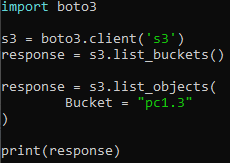 import boto3
s3 = boto3.client('s3')
response = s3.list_buckets()
response = s3.list_objects(
Bucket = "pc1.3"
)
print(response)